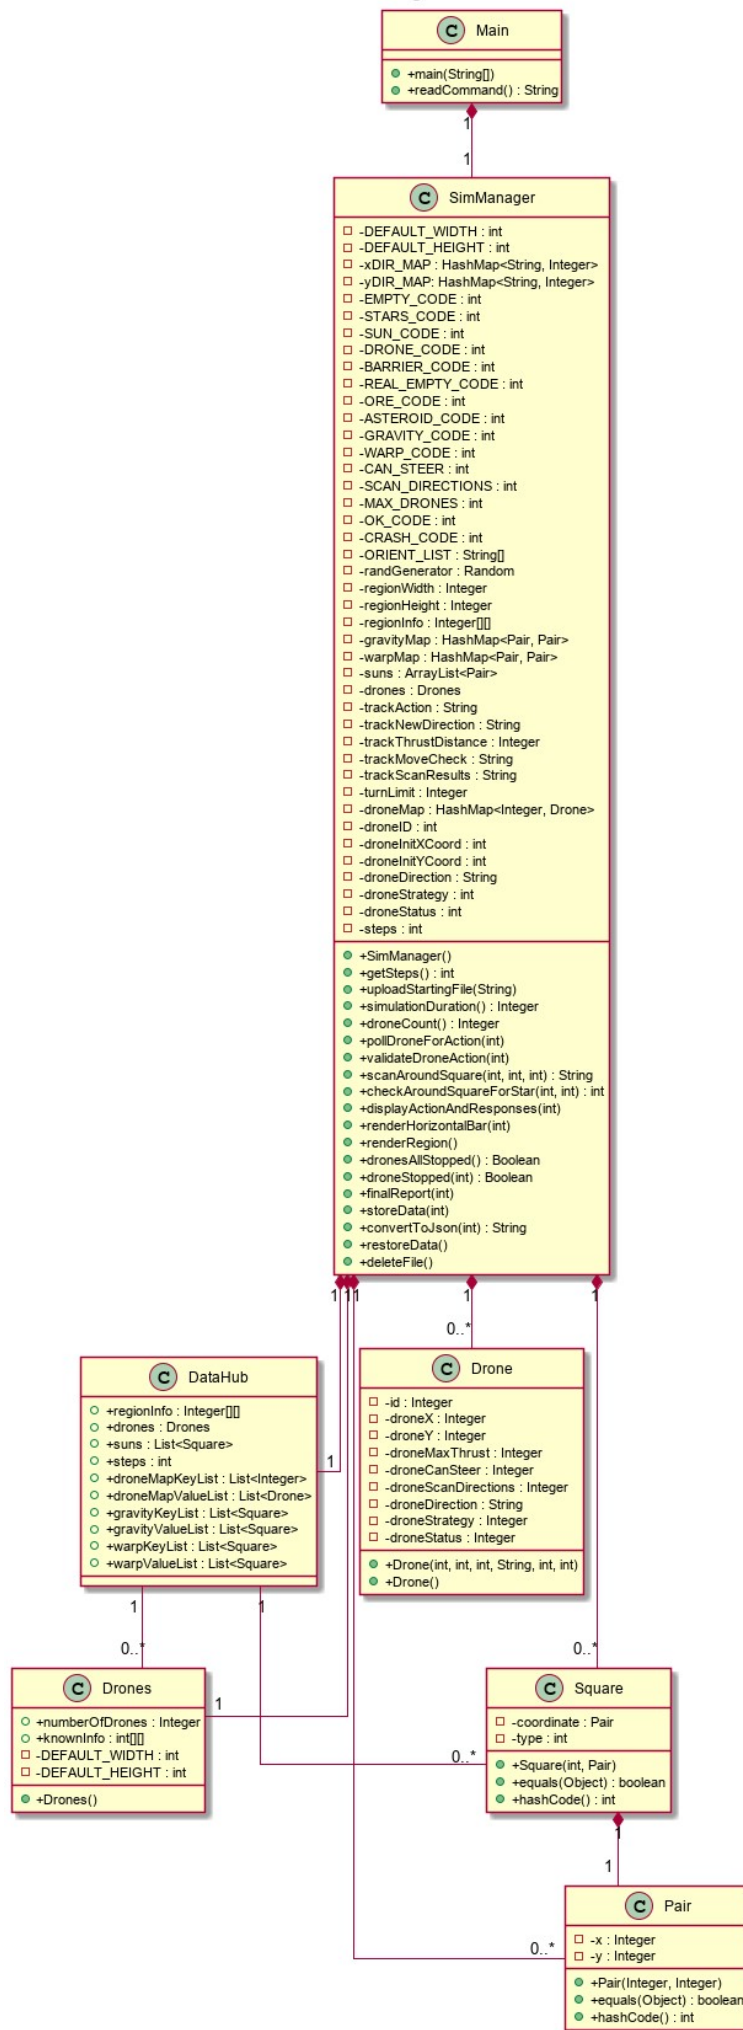 C Main
+main(String[])
+readCommand() : String
1
1
C SimManager
-DEFAULT_WIDTH : int
-DEFAULT_HEIGHT : int
-xDIR_MAP : HashMap<String, Integer>
-yDIR_MAP: HashMap<String, Integer>
-EMPTY_CODE : int
-STARS_CODE : int
-SUN_CODE : int
-DRONE_CODE : int
-BARRIER_CODE : int
-REAL_EMPTY_CODE : int
-ORE_CODE : int
-ASTEROID_CODE : int
-GRAVITY_CODE : int
-WARP_CODE : int
-CAN_STEER : int
-SCAN_DIRECTIONS : int
-MAX_DRONES : int
-OK_CODE : int
-CRASH_CODE : int
-ORIENT_LIST : String[]
-randGenerator : Random
-regionWidth : Integer
-regionHeight : Integer
-regionInfo : Integer[][]
-gravityMap : HashMap<Pair, Pair>
-warpMap : HashMap<Pair, Pair>
-suns : ArrayList<Pair>
-drones : Drones
-trackAction : String
-trackNewDirection : String
-trackThrustDistance : Integer
-trackMoveCheck : String
-trackScanResults : String
-turnLimit : Integer
-droneMap : HashMap<Integer, Drone>
-droneID : int
-droneInitXCoord : int
-droneInitYCoord : int
-droneDirection : String
-droneStrategy : int
-droneStatus : int
-steps : int
+SimManager()
+getSteps() : int
+uploadStartingFile(String)
+simulationDuration() : Integer
+droneCount() : Integer
+pollDroneForAction(int)
+validateDroneAction(int)
+scanAroundSquare(int, int, int) : String
+checkAroundSquareForStar(int, int) : int
+displayActionAndResponses(int)
+renderHorizontalBar(int)
+renderRegion()
+dronesAllStopped() : Boolean
+droneStopped(int) : Boolean
+finalReport(int)
+storeData(int)
+convertToJson(int) : String
+restoreData()
+deleteFile()
1 1 1 1 1
0..*
C DataHub
+regionInfo : Integer[][]
+drones : Drones
+suns : List<Square>
+steps : int
+droneMapKeyList : List<Integer>
+droneMapValueList : List<Drone>
+gravityKeyList : List<Square>
+gravityValueList : List<Square>
+warpKeyList : List<Square>
+warpValueList : List<Square>
1
C Drone
-id : Integer
-droneX : Integer
-droneY : Integer
-droneMaxThrust : Integer
-droneCanSteer : Integer
-droneScanDirections : Integer
-droneDirection : String
-droneStrategy : Integer
-droneStatus : Integer
+Drone(int, int, int, String, int, int)
+Drone()
1 1
0..* 0..*
C Drones
+numberOfDrones : Integer
+knownInfo : int[][]
-DEFAULT_WIDTH : int
-DEFAULT_HEIGHT : int
+Drones()
1
0..*
C Square
-coordinate : Pair
-type : int
+Square(int, Pair)
+equals(Object) : boolean
+hashCode() : int
1
1
0..*
C Pair
-x : Integer
-y : Integer
+Pair(Integer, Integer)
+equals(Object) : boolean
+hashCode() : int